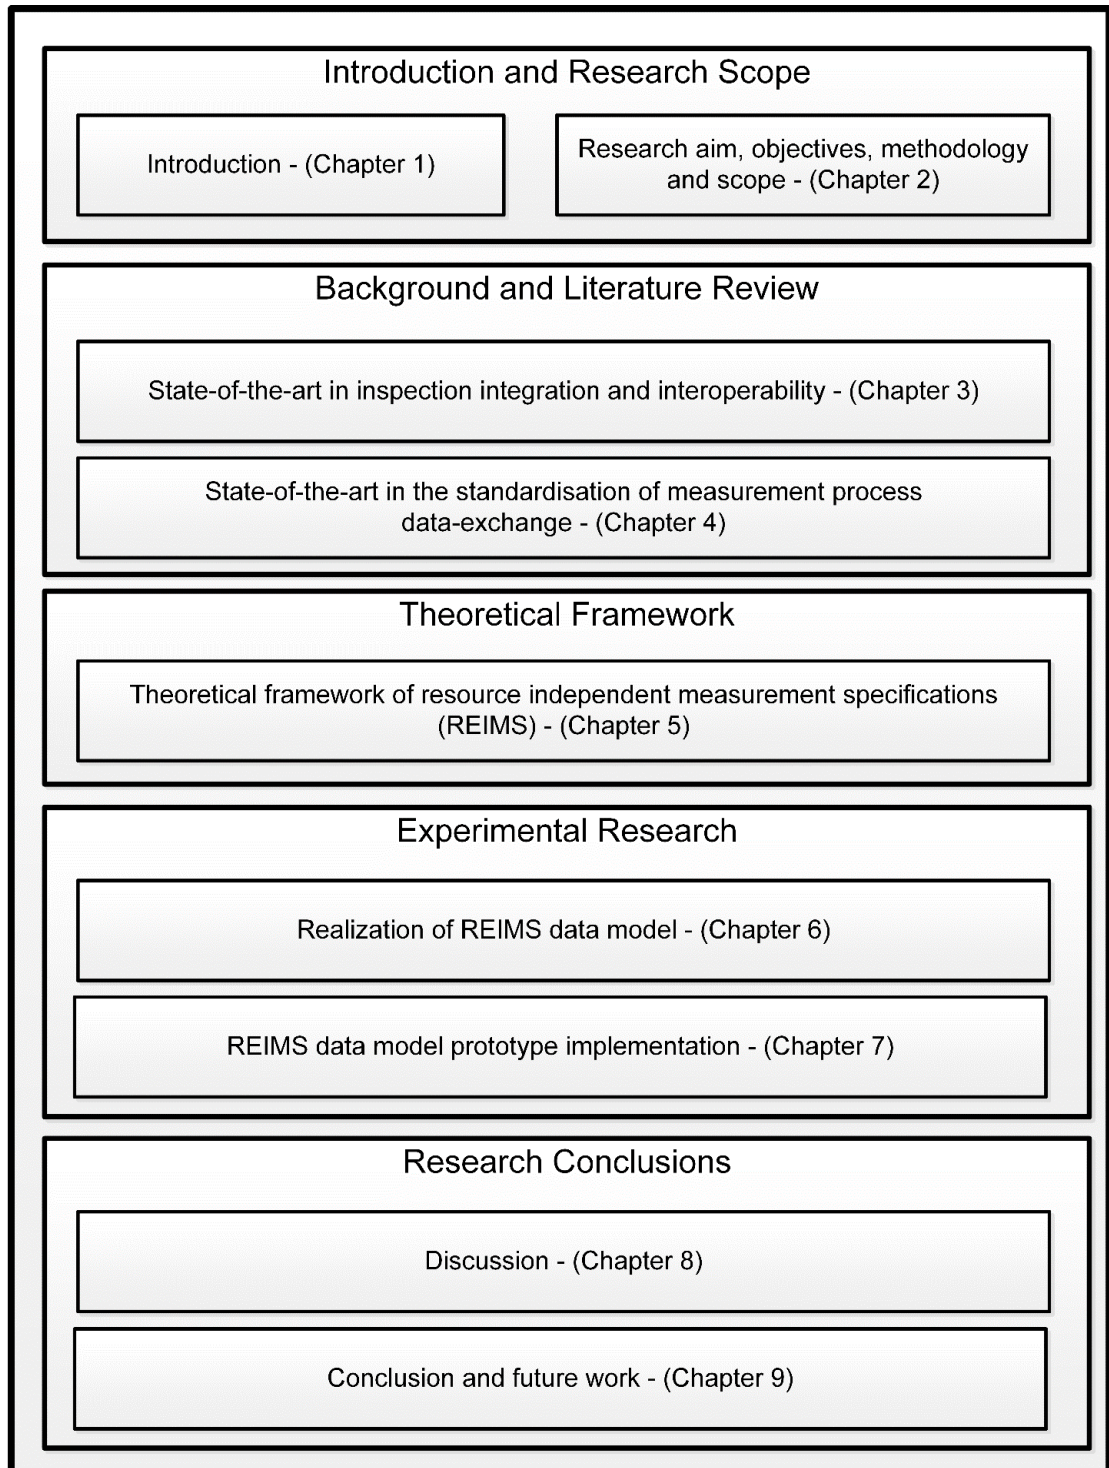 Introduction and Research Scope
Introduction - (Chapter 1)
Research aim, objectives, methodology
and scope - (Chapter 2)
Background and Literature Review
State-of-the-art in inspection integration and interoperability - (Chapter 3)
State-of-the-art in the standardisation of measurement process
data-exchange - (Chapter 4)
Theoretical Framework
Theoretical framework of resource independent measurement specifications
(REIMS) - (Chapter 5)
Experimental Research
Realization of REIMS data model - (Chapter 6)
REIMS data model prototype implementation - (Chapter 7)
Research Conclusions
Discussion - (Chapter 8)
Conclusion and future work - (Chapter 9)